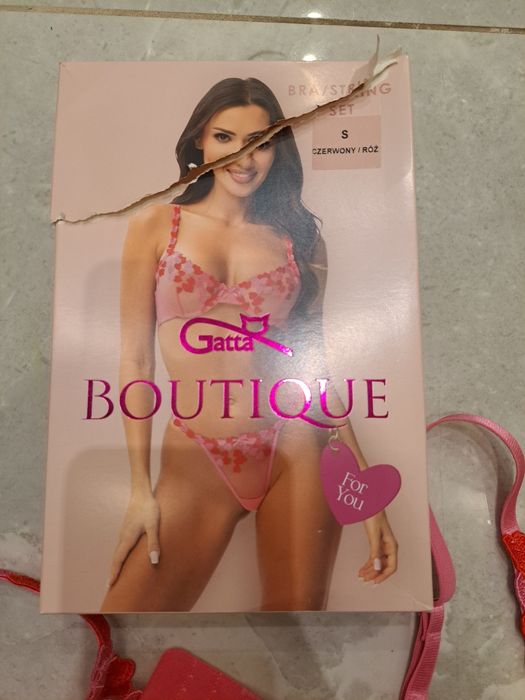 BRA/STRING
SET
S
CZERWONY / RÓŻ
Gatta
BOUTIQUE
For
You